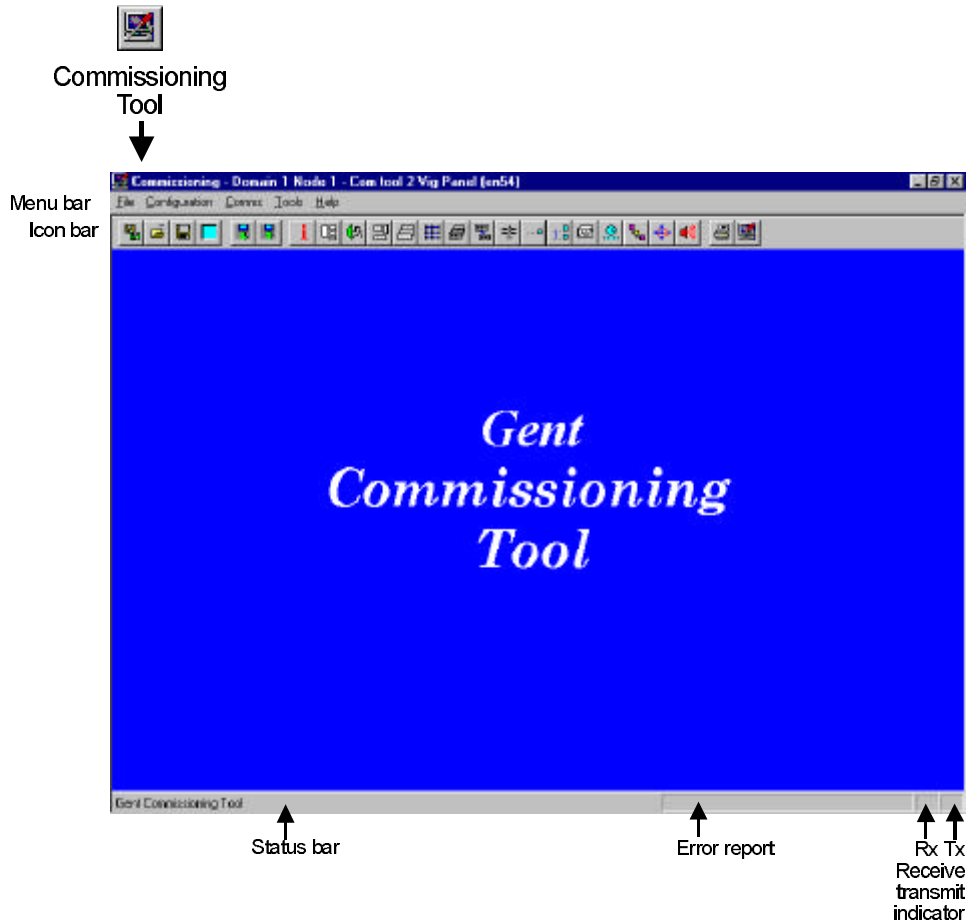 Commissioning
Tool
Commissioning - Domain 1 Node 1 - Com tool 2 Vig Panel (en54)
Menu bar
File Configuration Comms Tools Help
Icon bar
Gent
Commissioning
Tool
Gent Commissioning Tool
Status bar
Error report
Rx Tx
Receive
transmit
indicator